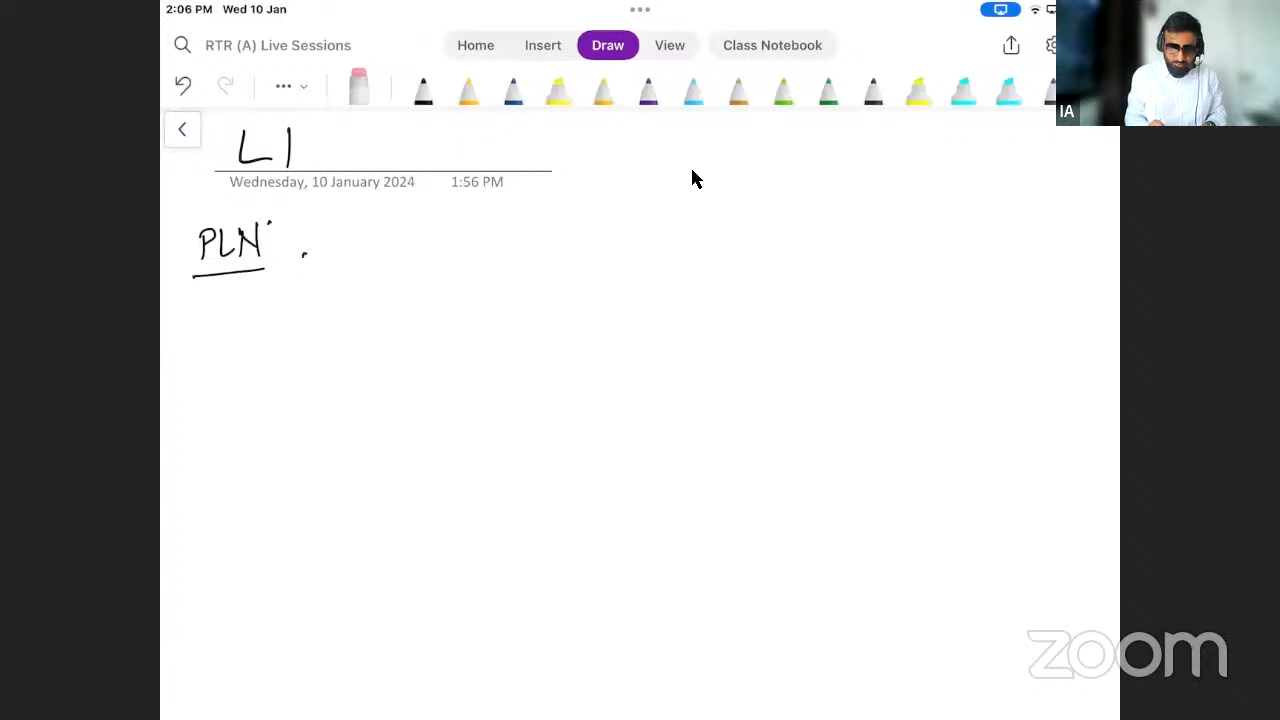 2:06 PM Wed 10 Jan
RTR (A) Live Sessions Home Insert Draw View Class Notebook
IA
L1
Wednesday, 10 January 2024 1:56 PM
PLN
zoom